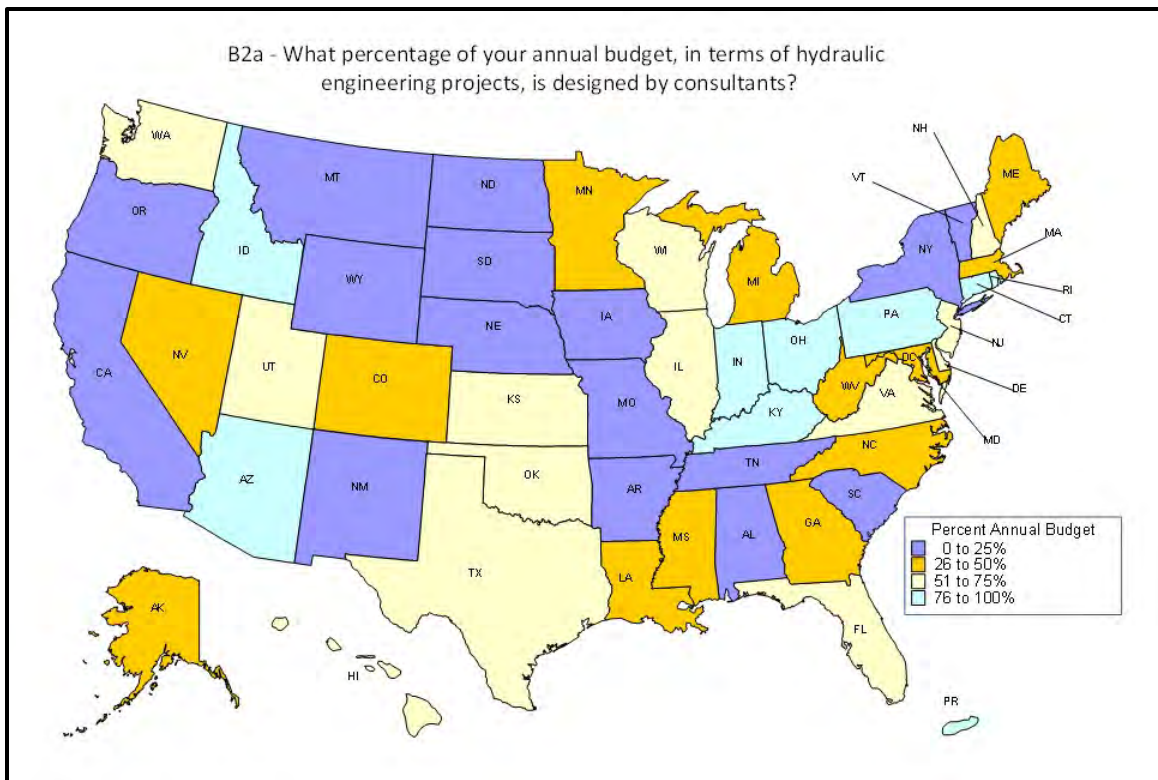 B2a - What percentage of your annual budget, in terms of hydraulic
engineering projects, is designed by consultants?
NH
WA
ME
MT
ND
MN
VT
OR
MA
ID
WI
NY
SD
WY
MI
RI
PA
CT
IA
NE
OH
NJ
IN
NV
IL
DC
UT
CO
WV
DE
CA
VA
KS
MO
KY
MD
NC
TN
OK
AZ
NM
AR
SC
MS
AL
GA
Percent Annual Budget
0 to 25%
26 to 50%
51 to 75%
76 to 100%
TX
LA
AK
FL
HI
PR